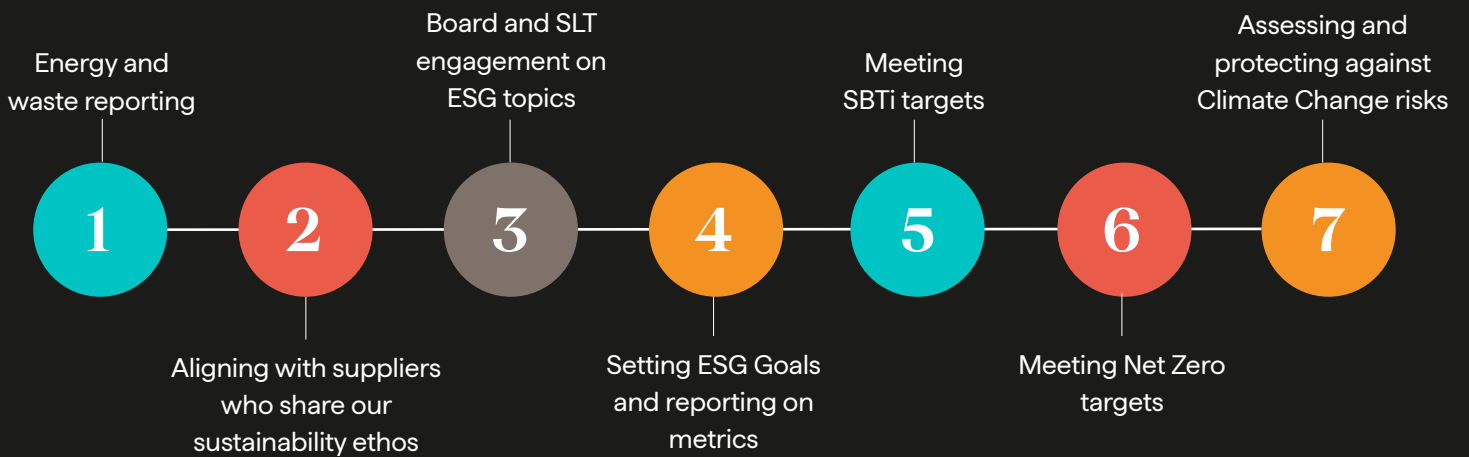 Energy and
waste reporting
Board and SLT
engagement on
ESG topics
Meeting
SBTi targets
Assessing and
protecting against
Climate Change risks
1
2
3
4
5
6
7
Aligning with suppliers
who share our
sustainability ethos
Setting ESG Goals
and reporting on
metrics
Meeting Net Zero
targets